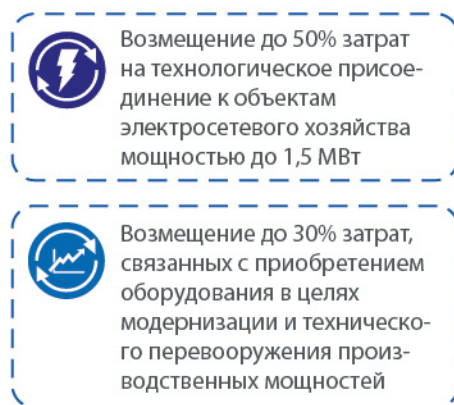 Возмещение до 50% затрат
на технологическое присое-
динение к объектам
электросетевого хозяйства
мощностью до 1,5 МВт
Возмещение до 30% затрат,
связанных с приобретением
оборудования в целях
модернизации и техническо-
го перевооружения произ-
водственных мощностей